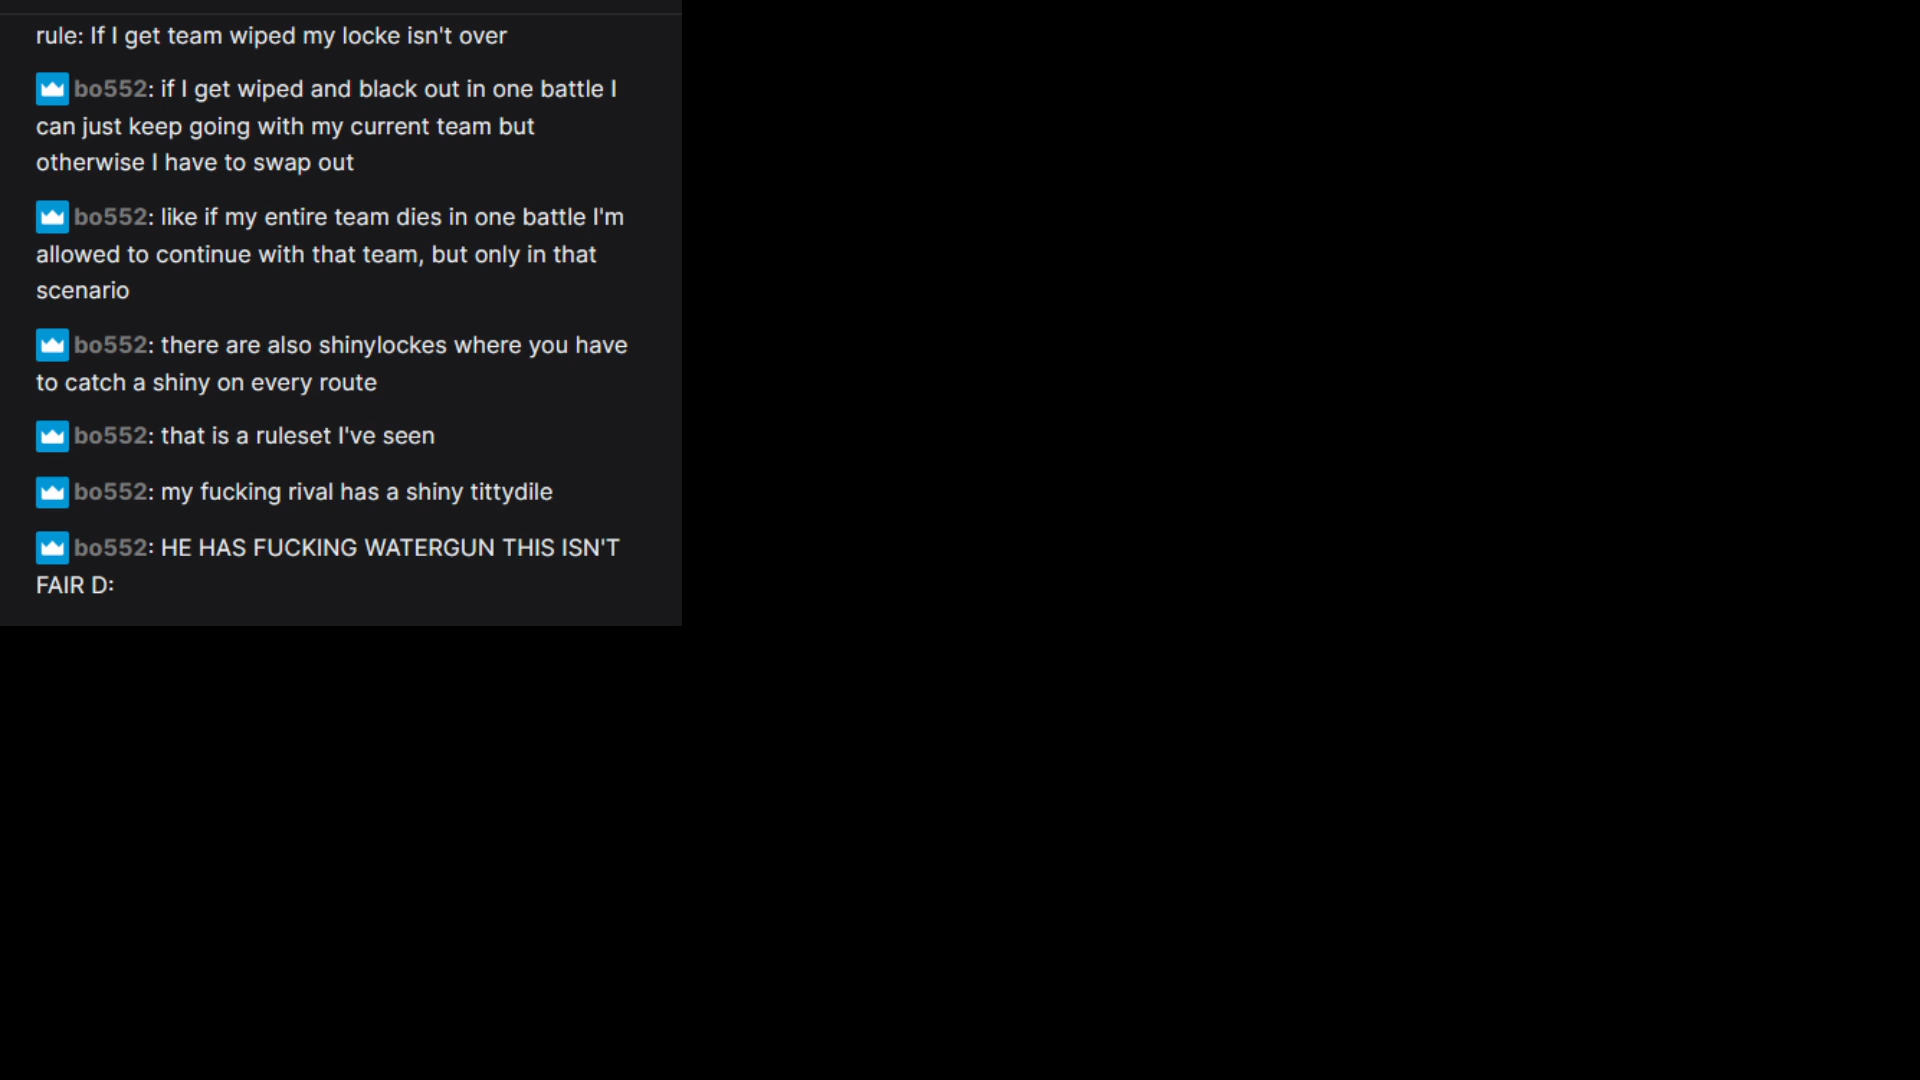 rule: If I get team wiped my locke isn't over
bo552: if I get wiped and black out in one battle I
can just keep going with my current team but
otherwise I have to swap out
bo552: like if my entire team dies in one battle I'm
allowed to continue with that team, but only in that
scenario
bo552: there are also shinylockes where you have
to catch a shiny on every route
bo552: that is a ruleset I've seen
bo552: my fucking rival has a shiny tittydile
bo552: HE HAS FUCKING WATERGUN THIS ISN'T
FAIR D: